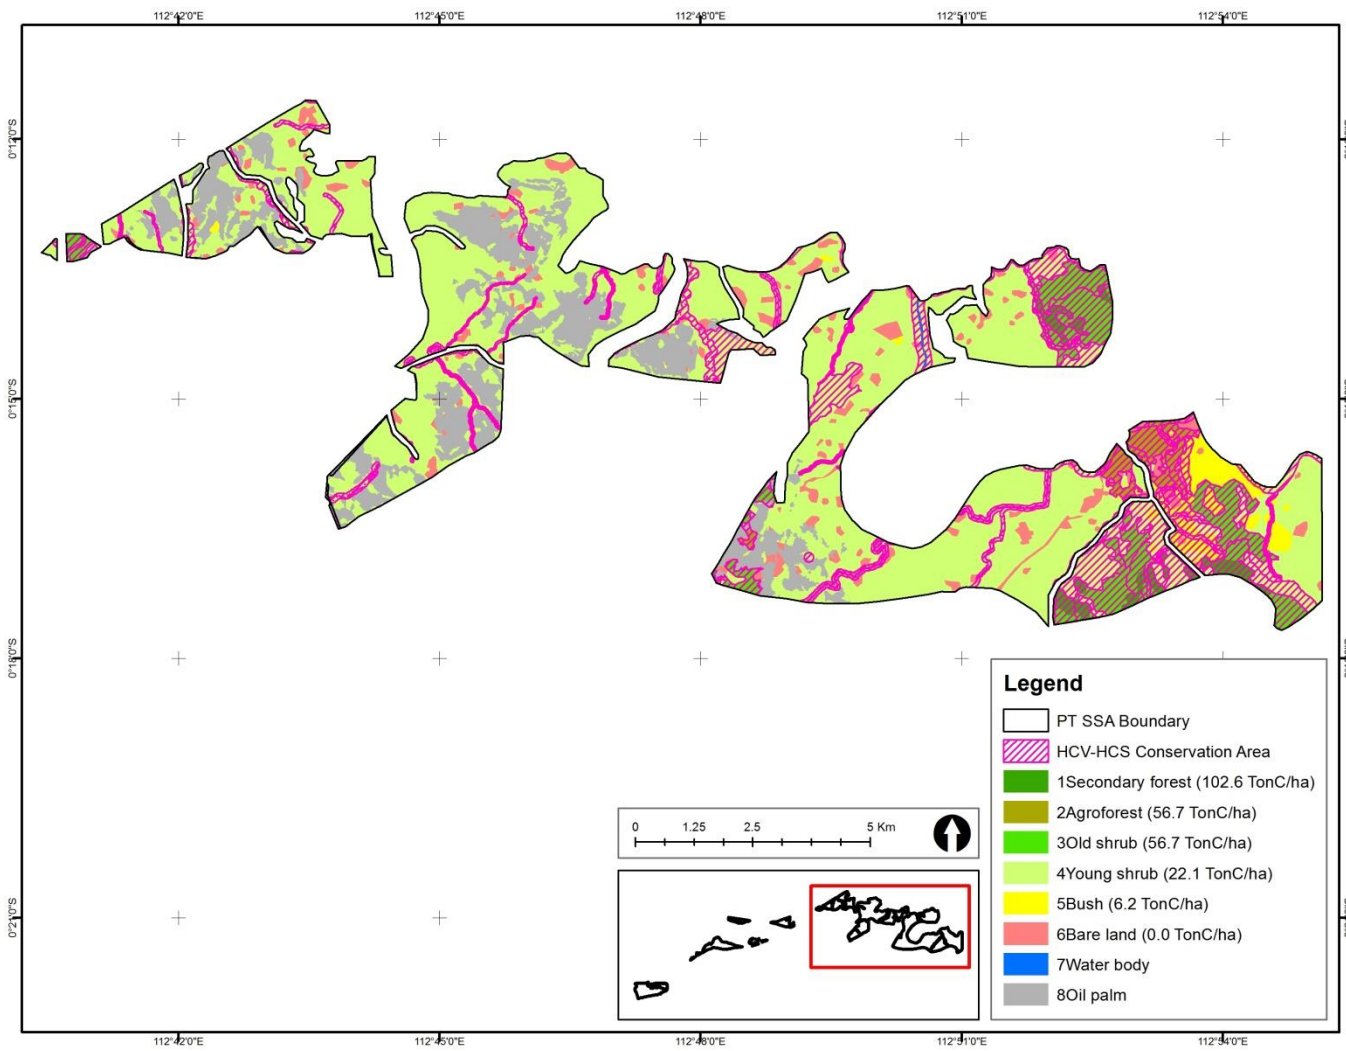 112°42'0"E 112°45'0"E 112°48'0"E 112°51'0"E 112°54'0"E
0°12'0"S
0°15'0"S
0°18'0"S
0°21'0"S
Legend
PT SSA Boundary
HCV-HCS Conservation Area
1Secondary forest (102.6 TonC/ha)
2Agroforest (56.7 TonC/ha)
3Old shrub (56.7 TonC/ha)
4Young shrub (22.1 TonC/ha)
5Bush (6.2 TonC/ha)
6Bare land (0.0 TonC/ha)
7Water body
8Oil palm
0 1.25 2.5 5 Km
112°42'0"E 112°45'0"E 112°48'0"E 112°51'0"E 112°54'0"E